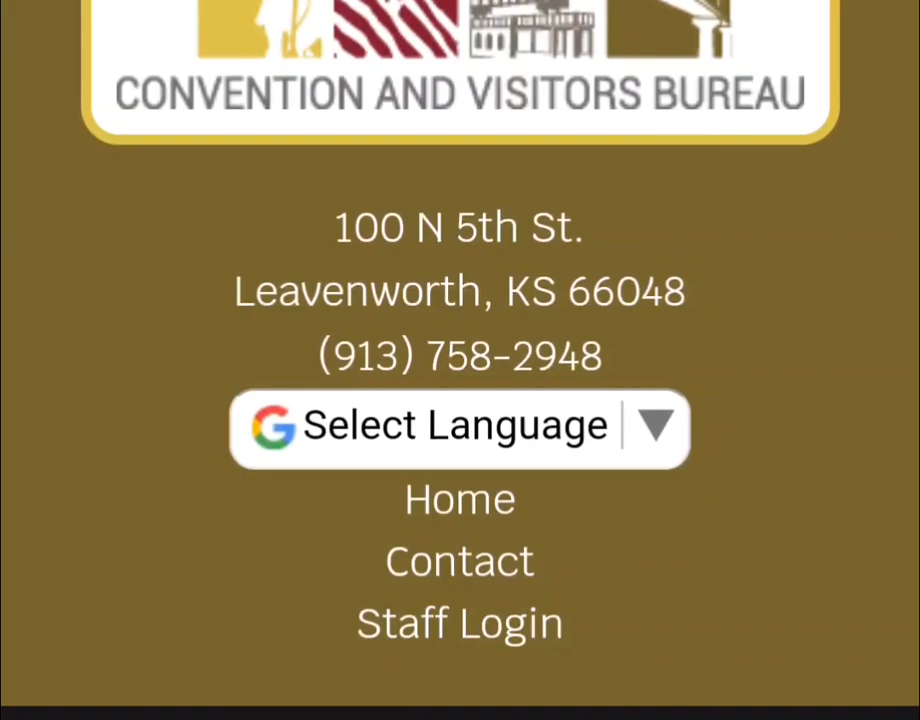 CONVENTION AND VISITORS BUREAU
100 N 5th St.
Leavenworth, KS 66048
(913) 758-2948
Select Language
Home
Contact
Staff Login